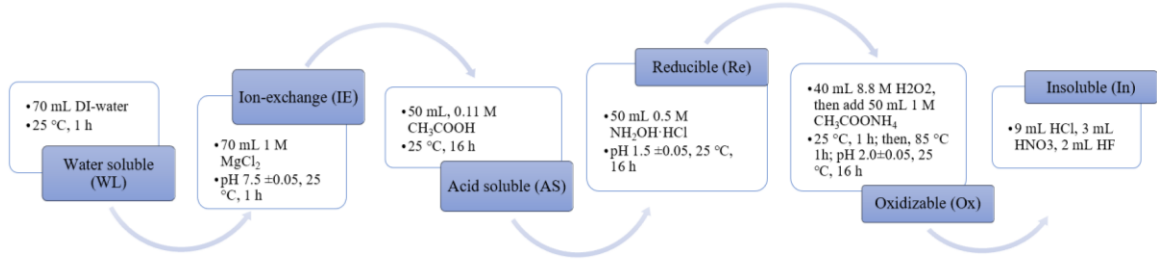 •70 mL DI-water
•25 °C, 1 h
Water soluble
(WL)
Ion-exchange (IE)
•70 mL 1 M
MgCl₂
•pH 7.5 ±0.05, 25
°C, 1 h
•50 mL, 0.11 M
CH₃COOH
•25 °C, 16 h
Acid soluble (AS)
Reducible (Re)
•50 mL 0.5 M
NH₂OH·HCl
•pH 1.5 ±0.05, 25 °C,
16 h
•40 mL 8.8 M H2O2,
then add 50 mL 1 M
CH₃COONH₄
•25 °C, 1 h; then, 85 °C
1h; pH 2.0±0.05, 25
°C, 16 h
Oxidizable (Ox)
Insoluble (In)
•9 mL HCl, 3 mL
HNO3, 2 mL HF